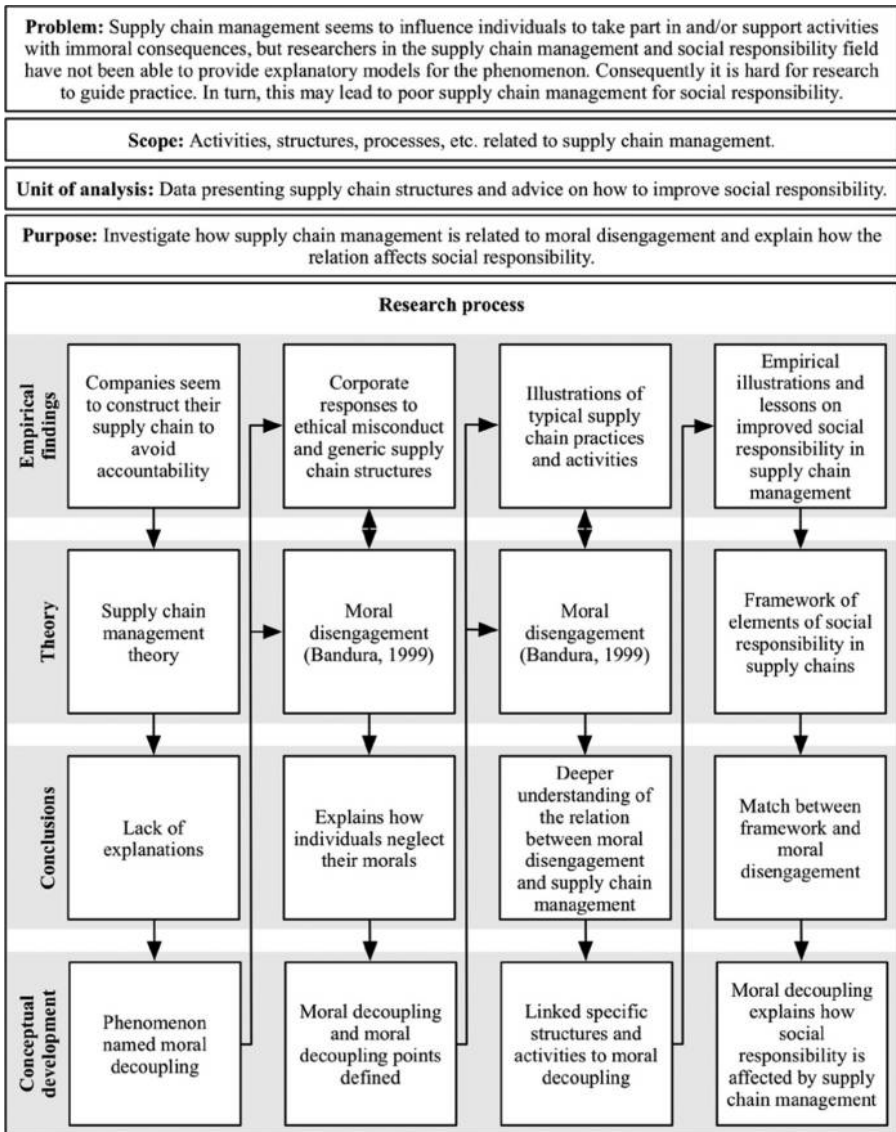 Problem: Supply chain management seems to influence individuals to take part in and/or support activities
with immoral consequences, but researchers in the supply chain management and social responsibility field
have not been able to provide explanatory models for the phenomenon. Consequently it is hard for research
to guide practice. In turn, this may lead to poor supply chain management for social responsibility.
Scope: Activities, structures, processes, etc. related to supply chain management.
Unit of analysis: Data presenting supply chain structures and advice on how to improve social responsibility.
Purpose: Investigate how supply chain management is related to moral disengagement and explain how the
relation affects social responsibility.
Research process
Empirical
findings
Companies seem
to construct their
supply chain to
avoid
accountability
Corporate
responses to
ethical misconduct
and generic supply
chain structures
Illustrations of
typical supply
chain practices
and activities
Empirical
illustrations and
lessons on
improved social
responsibility in
supply chain
management
Theory
Supply chain
management
theory
Moral
disengagement
(Bandura, 1999)
Moral
disengagement
(Bandura, 1999)
Framework of
elements of social
responsibility in
supply chains
Conclusions
Lack of
explanations
Explains how
individuals neglect
their morals
Deeper
understanding of
the relation
between moral
disengagement
and supply chain
management
Match between
framework and
moral
disengagement
Conceptual
development
Phenomenon
named moral
decoupling
Moral decoupling
and moral
decoupling points
defined
Linked specific
structures and
activities to moral
decoupling
Moral decoupling
explains how
social
responsibility is
affected by supply
chain management